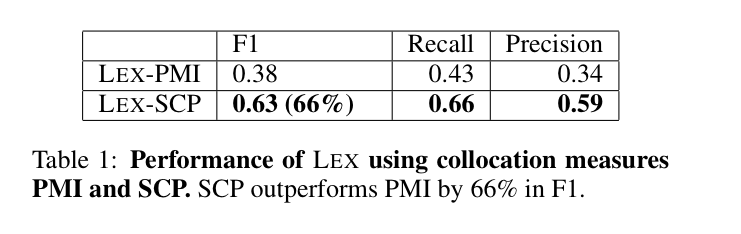 F1 Recall Precision
LEX-PMI 0.38 0.43 0.34
LEX-SCP 0.63 (66%) 0.66 0.59
Table 1: Performance of LEX using collocation measures
PMI and SCP. SCP outperforms PMI by 66% in F1.